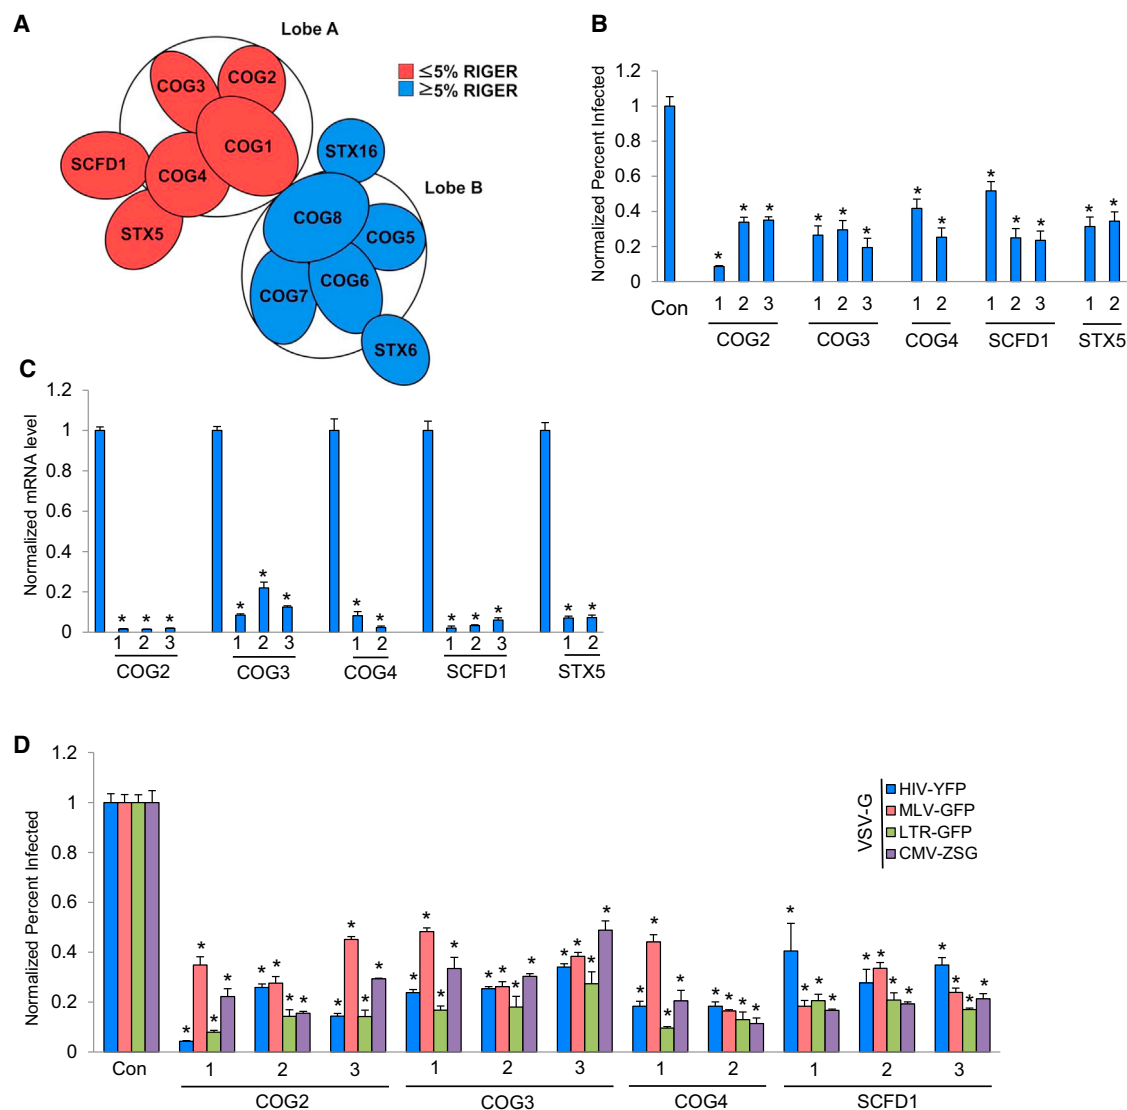 A
Lobe A
COG3
COG2
COG1
SCFD1
COG4
STX5
≤5% RIGER
≥5% RIGER
STX16
Lobe B
COG8
COG5
COG7
COG6
STX6
B
Normalized Percent Infected
1.2
1
0.8
0.6
0.4
0.2
0
* * * * * * * * * * * * *
Con
1 2 3 1 2 3 1 2 1 2 3 1 2
COG2 COG3 COG4 SCFD1 STX5
C
Normalized mRNA level
1.2
1
0.8
0.6
0.4
0.2
0
* * * * * * * * * * * * *
1 2 3 1 2 3 1 2 1 2 3 1 2
COG2 COG3 COG4 SCFD1 STX5
D
Normalized Percent Infected
1.2
1
0.8
0.6
0.4
0.2
0
VSV-G
HIV-YFP
MLV-GFP
LTR-GFP
CMV-ZSG
* * * * * * * * * * * * * * * * * * * * * * * * * * * * * * * * * * * * * * * * * * * *
Con 1 2 3 1 2 3 1 2 1 2 3
COG2 COG3 COG4 SCFD1